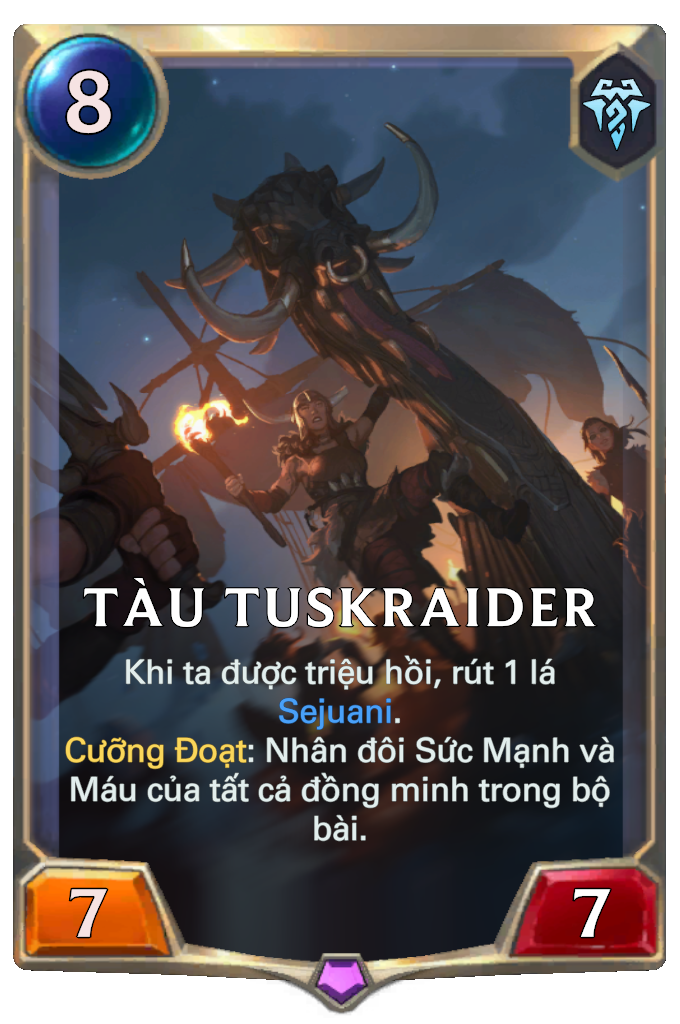 8
TÀU TUSKRAIDER
Khi ta được triệu hồi, rút 1 lá
Sejuani.
Cưỡng Đoạt: Nhân đôi Sức Mạnh và
Máu của tất cả đồng minh trong bộ
bài.
7
7